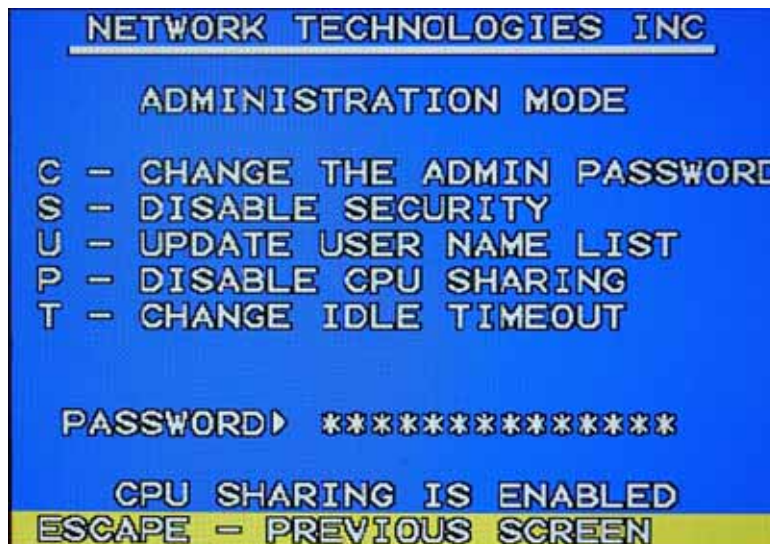 NETWORK TECHNOLOGIES INC
ADMINISTRATION MODE
C - CHANGE THE ADMIN PASSWORD
S - DISABLE SECURITY
U - UPDATE USER NAME LIST
P - DISABLE CPU SHARING
T - CHANGE IDLE TIMEOUT
PASSWORD▶ **************
CPU SHARING IS ENABLED
ESCAPE - PREVIOUS SCREEN